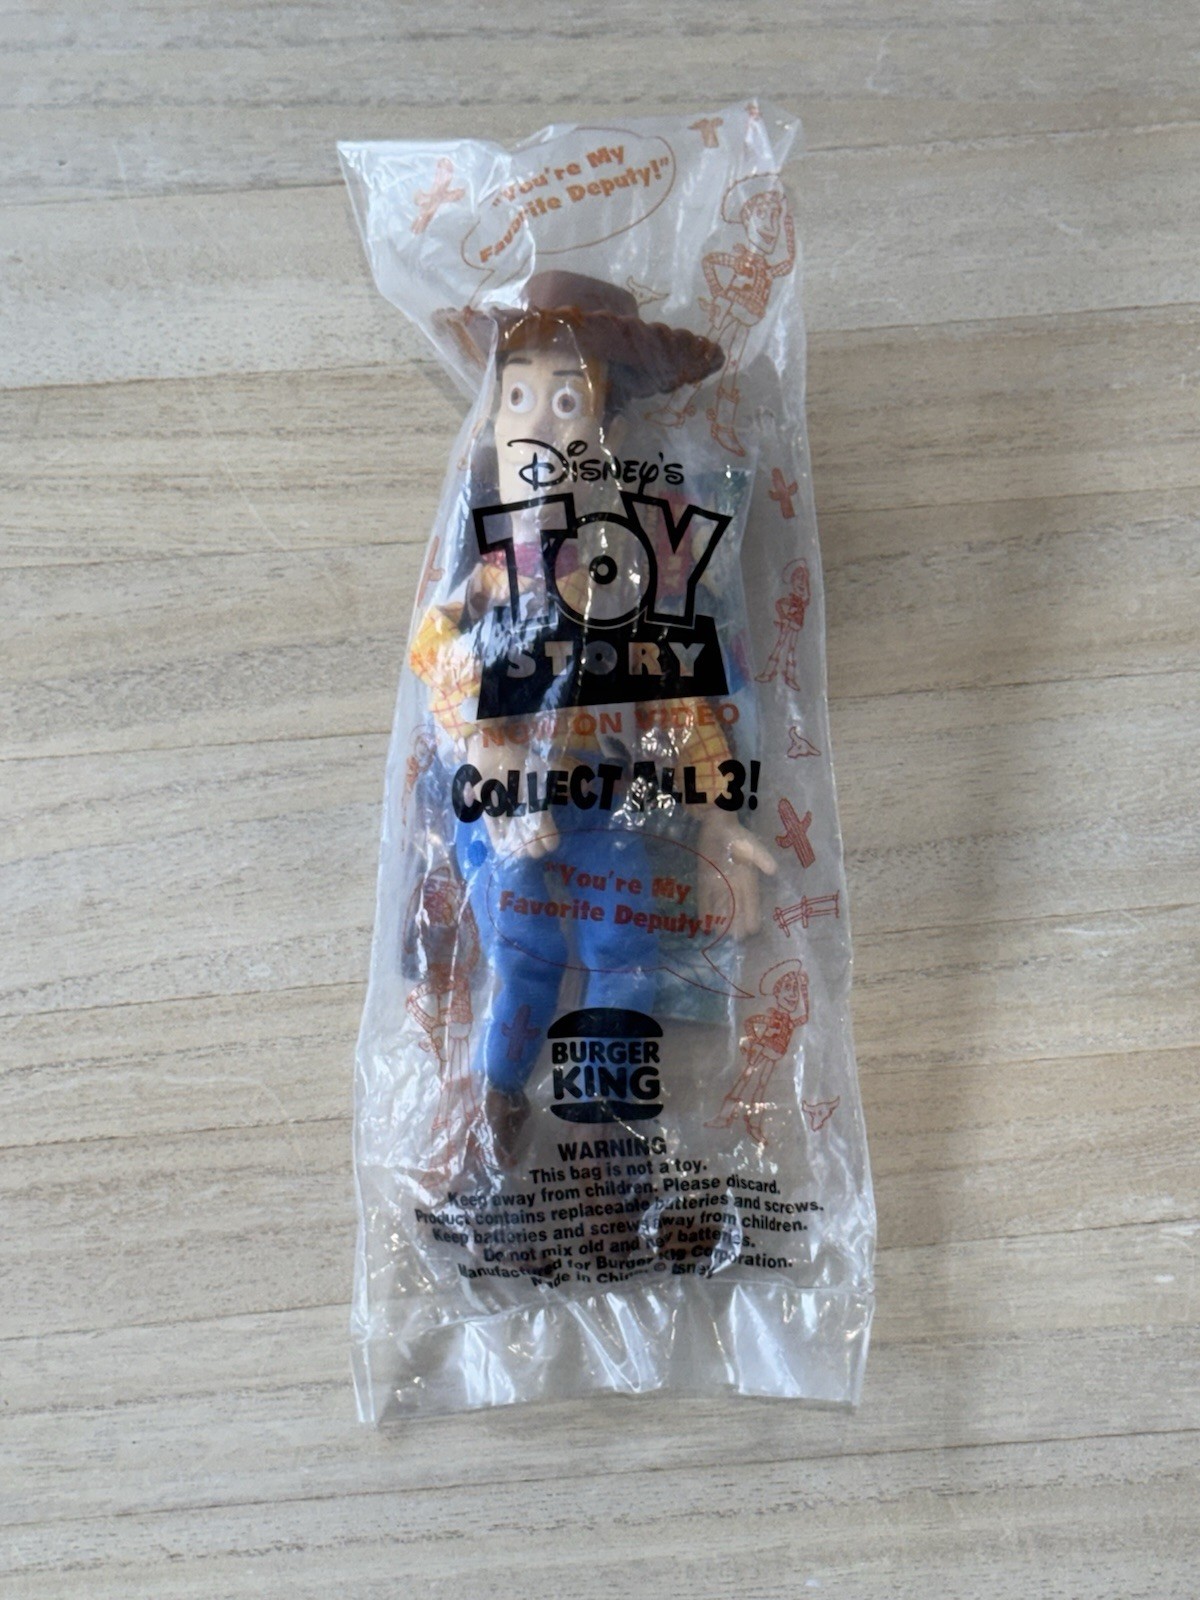 "You're My
Favorite Deputy!"
DISNEY'S
TOY
STORY
NOW ON VIDEO
COLLECT ALL 3!
"You're My
Favorite Deputy!"
BURGER
KING
WARNING
This bag is not a toy.
Keep away from children. Please discard.
Product contains replaceable batteries and screws.
Keep batteries and screws away from children.
Do not mix old and new batteries.
Manufactured for Burger King Corporation.
Made in China ©